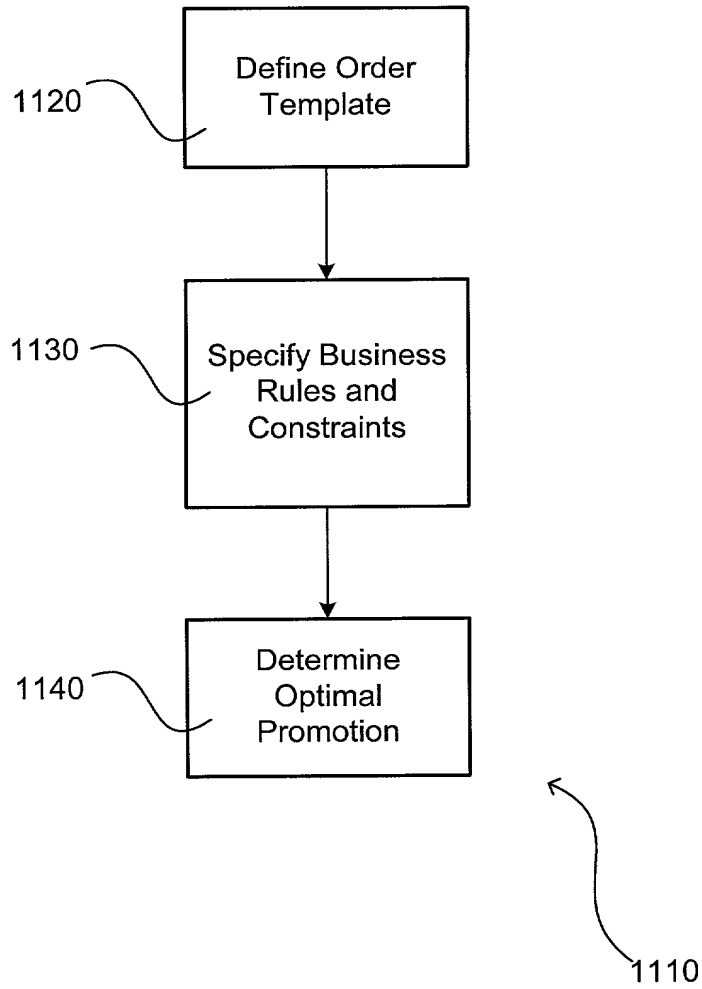 1120
Define Order
Template
1130
Specify Business
Rules and
Constraints
1140
Determine
Optimal
Promotion
1110